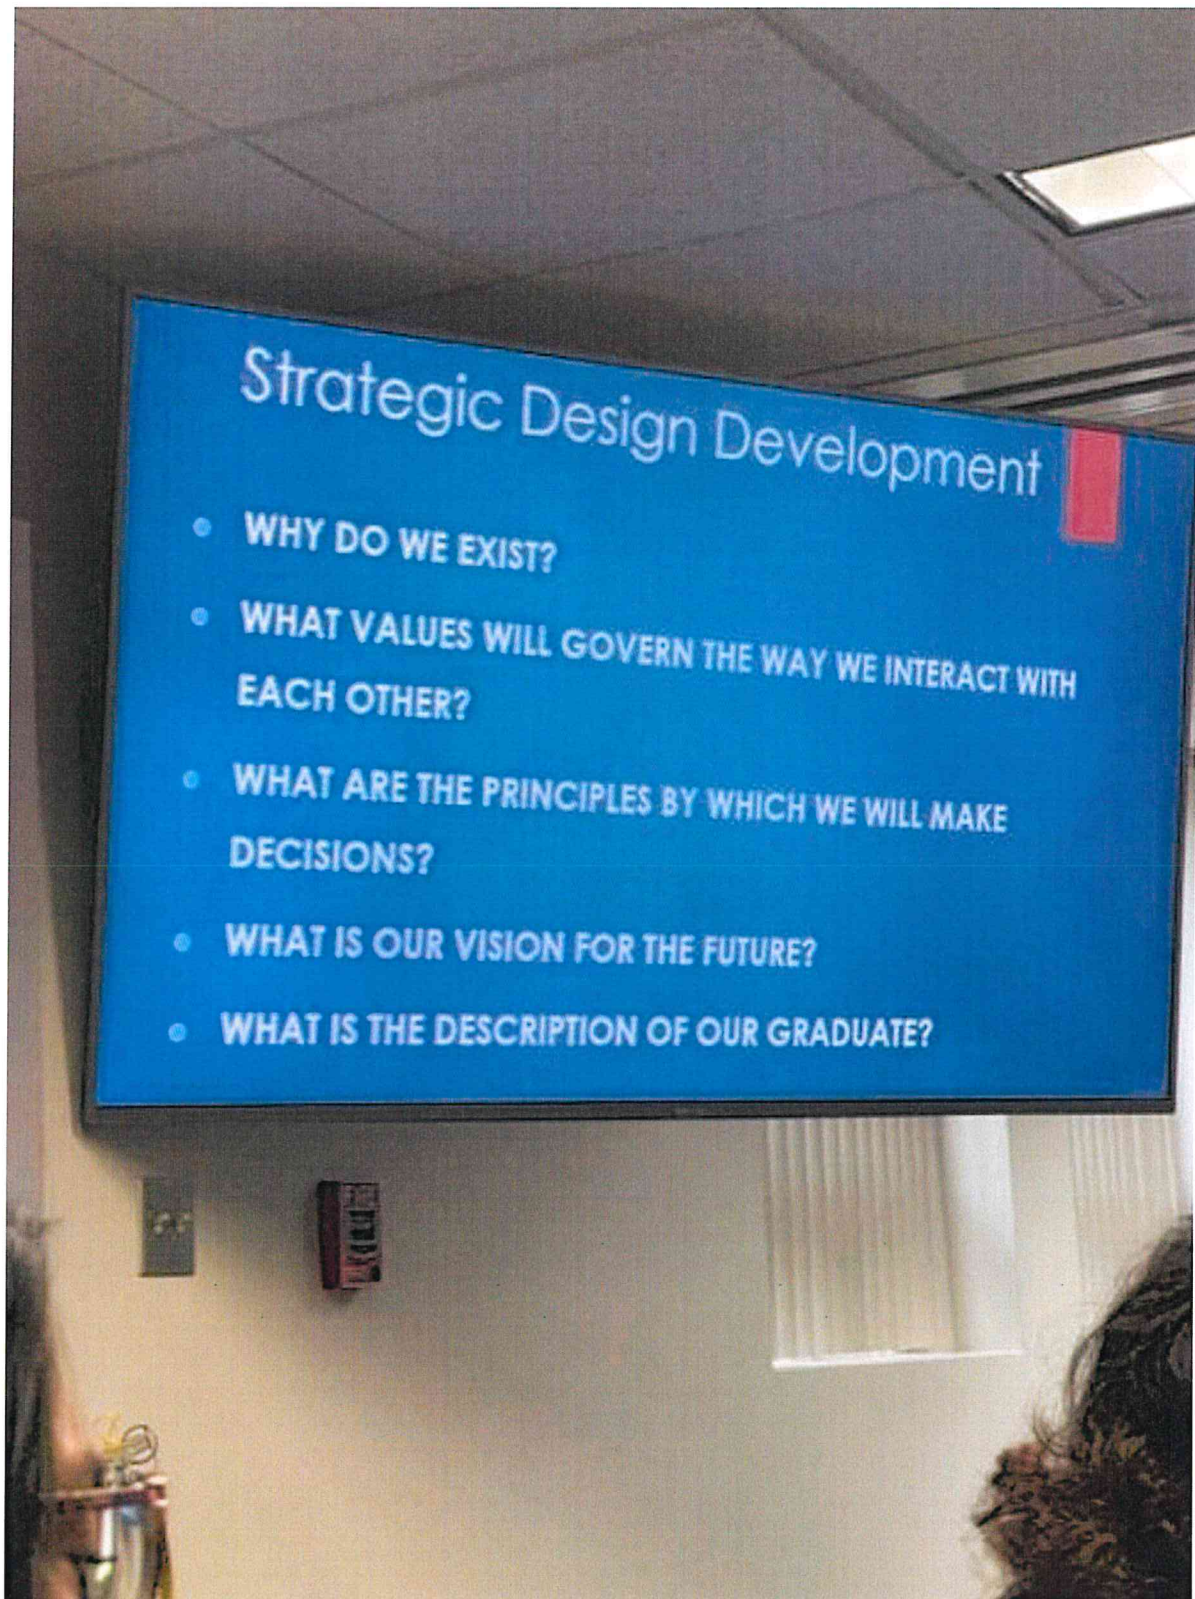 Strategic Design Development
WHY DO WE EXIST?
WHAT VALUES WILL GOVERN THE WAY WE INTERACT WITH
EACH OTHER?
WHAT ARE THE PRINCIPLES BY WHICH WE WILL MAKE
DECISIONS?
WHAT IS OUR VISION FOR THE FUTURE?
WHAT IS THE DESCRIPTION OF OUR GRADUATE?